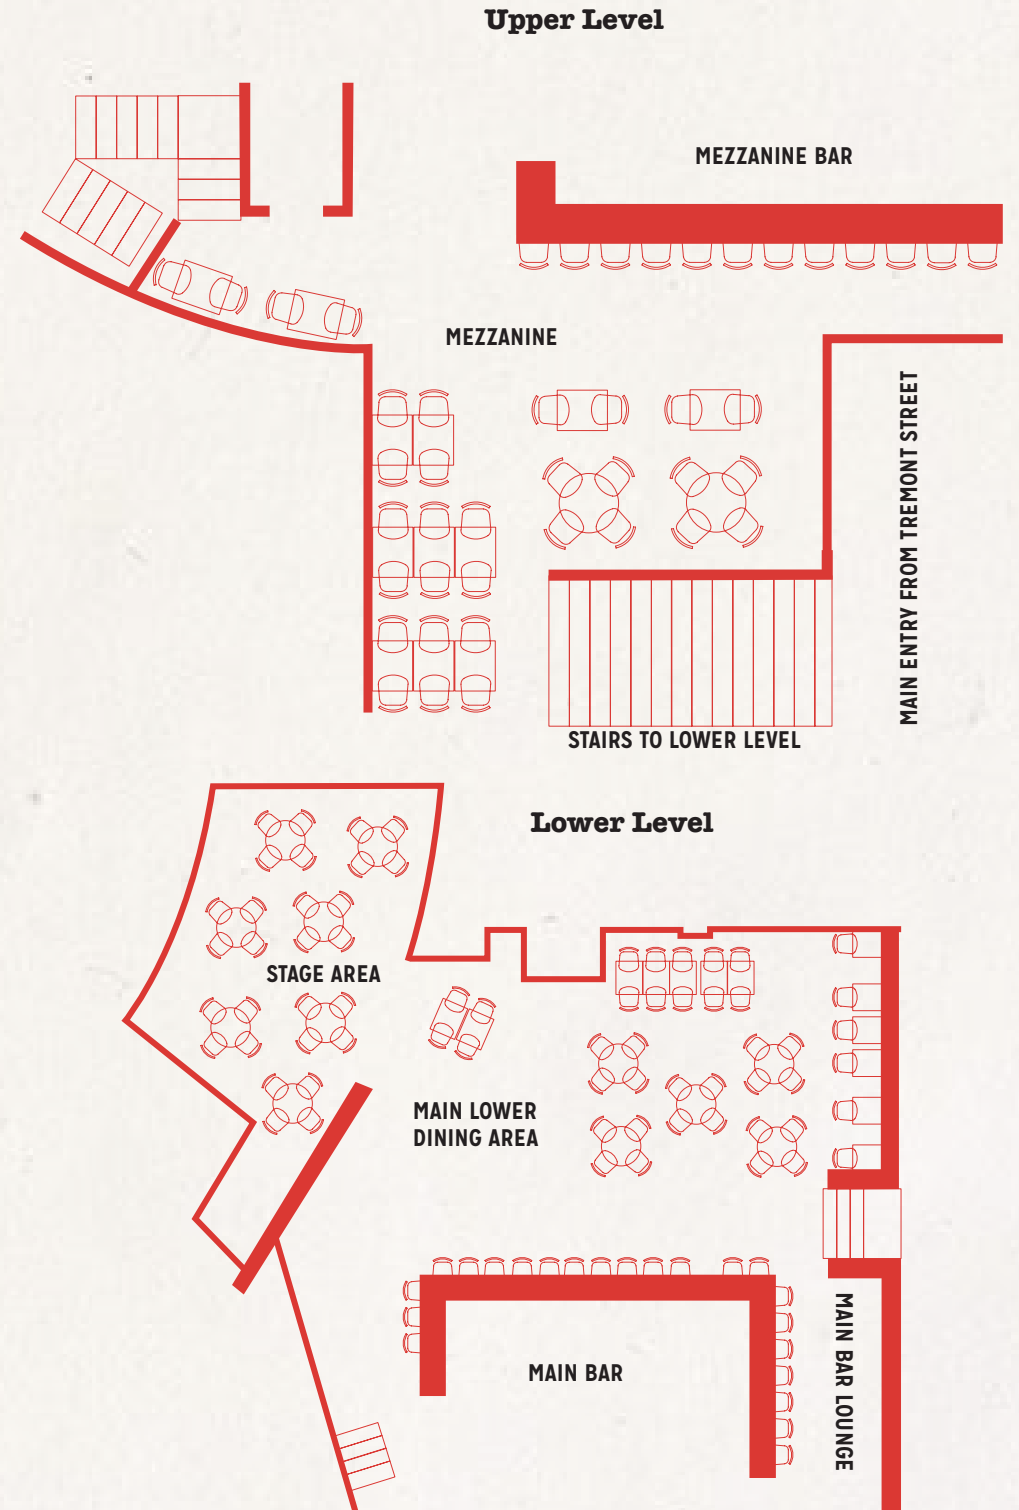 Upper Level
MEZZANINE BAR
MEZZANINE
MAIN ENTRY FROM TREMONT STREET
STAIRS TO LOWER LEVEL
Lower Level
STAGE AREA
MAIN LOWER
DINING AREA
MAIN BAR
MAIN BAR LOUNGE